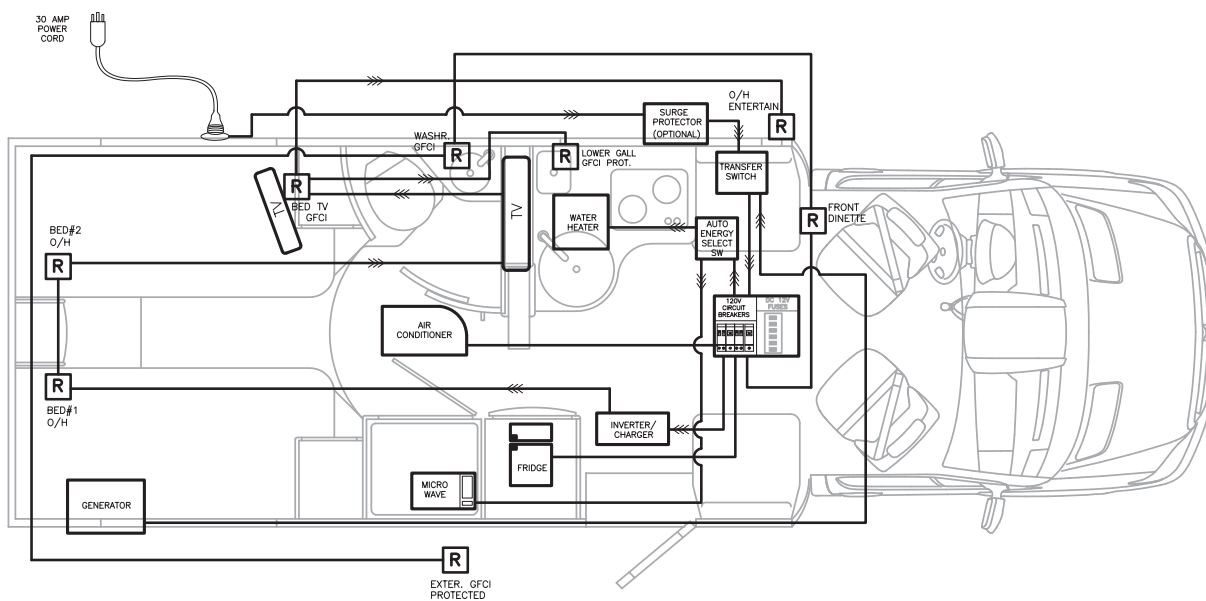 30 AMP
POWER
CORD
O/H
ENTERTAIN.
SURGE
PROTECTOR
(OPTIONAL)
R
WASHR.
GFCI
R
R
LOWER GALL
GFCI PROT.
TRANSFER
SWITCH
TV
R
BED TV
GFCI
TV
WATER
HEATER
AUTO
ENERGY
SELECT
SW
R
FRONT
DINETTE
BED#2
O/H
R
120V
CIRCUIT
BREAKERS
DC 12V
FUSES
AIR
CONDITIONER
R
BED#1
O/H
INVERTER/
CHARGER
FRIDGE
MICRO
WAVE
GENERATOR
R
EXTER. GFCI
PROTECTED